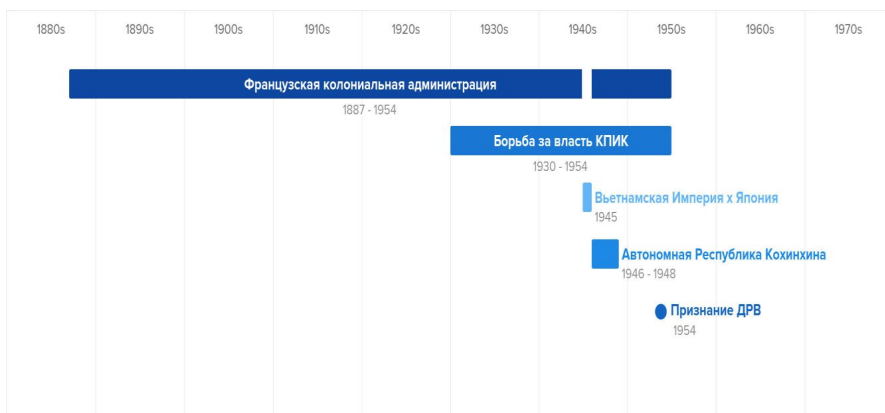 1880s 1890s 1900s 1910s 1920s 1930s 1940s 1950s 1960s 1970s
Французская колониальная администрация
1887 - 1954
Борьба за власть КПИК
1930 - 1954
Вьетнамская Империя х Япония
1945
Автономная Республика Кохинхина
1946 - 1948
Признание ДРВ
1954